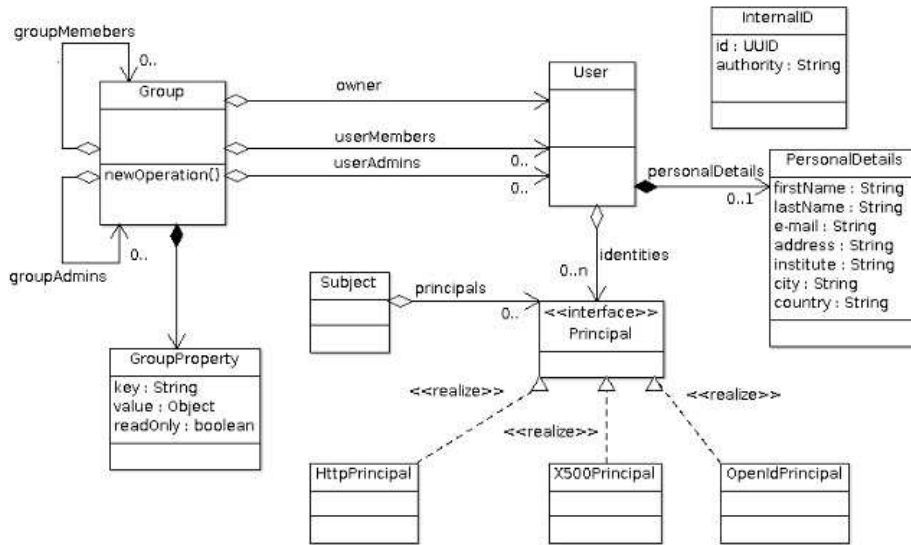 groupMemebers
0..
Group
newOperation()
groupAdmins
0..
owner
userMembers
0..
userAdmins
0..
User
InternalID
id : UUID
authority : String
personalDetails
0..1
PersonalDetails
firstName : String
lastName : String
e-mail : String
address : String
institute : String
city : String
country : String
identities
0..n
Subject
principals
0..
<<interface>>
Principal
GroupProperty
key : String
value : Object
readOnly : boolean
<<realize>>
<<realize>>
<<realize>>
HttpPrincipal
X500Principal
OpenIdPrincipal